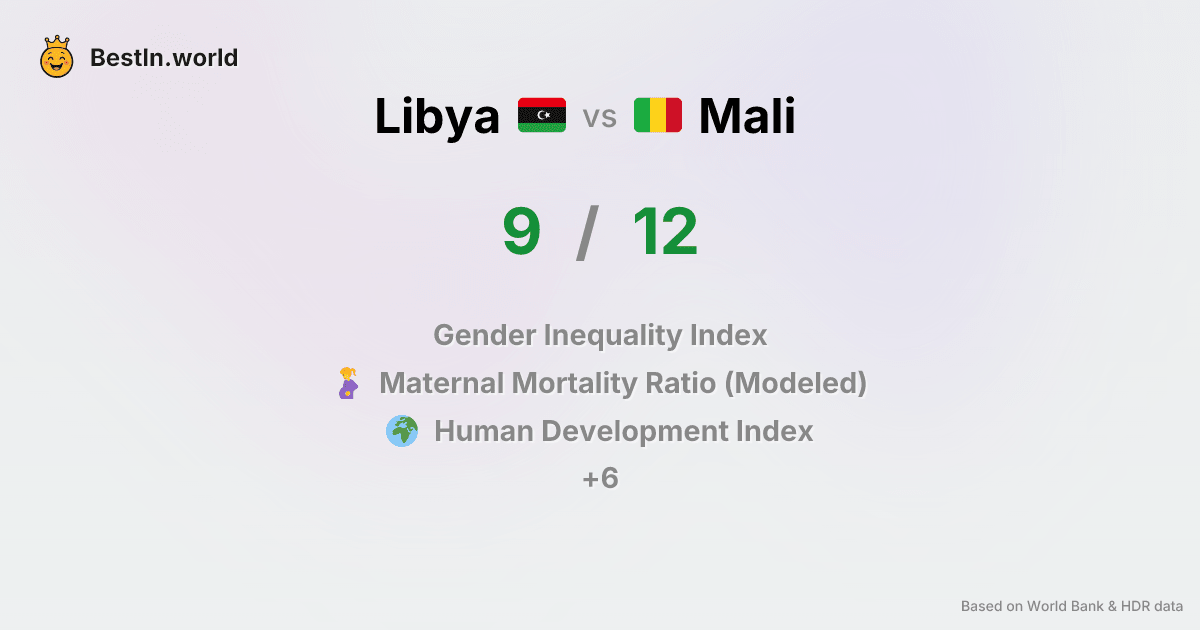 BestIn.world
Libya vs Mali
9 / 12
Gender Inequality Index
Maternal Mortality Ratio (Modeled)
Human Development Index
+6
Based on World Bank & HDR data